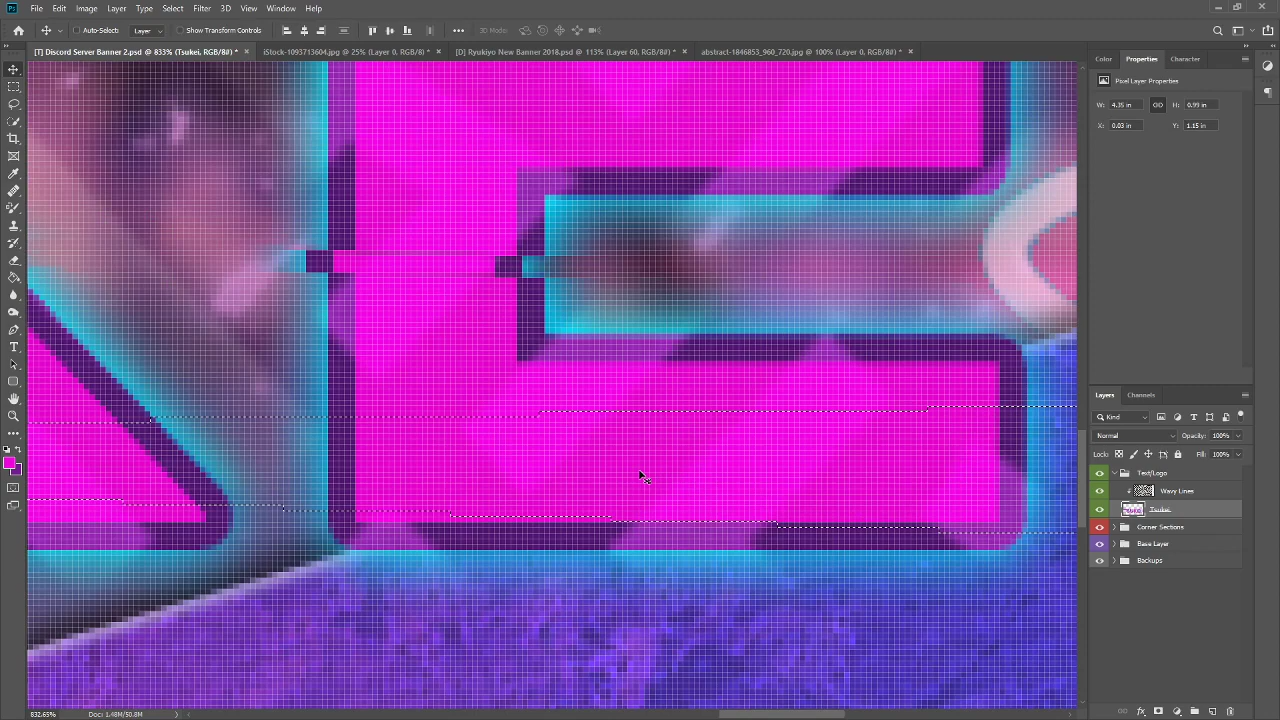 File Edit Image Layer Type Select Filter 3D View Window Help
Auto-Select: Layer Show Transform Controls 3D Mode:
[T] Discord Server Banner 2.psd @ 833% (Tsukei, RGB/8#) * × iStock-1093713604.jpg @ 25% (Layer 0, RGB/8) * × [D] Ryukiyo New Banner 2018.psd @ 113% (Layer 60, RGB/8#) * × abstract-1846853_960_720.jpg @ 100% (Layer 0, RGB/8#) * ×
Color Properties Character
Pixel Layer Properties
W: 4.35 in H: 0.99 in
X: 0.03 in Y: 1.15 in
Layers Channels
Kind
Normal Opacity: 100%
Lock: Fill: 100%
Text/Logo
Wavy Lines
Tsukei
Corner Sections
Base Layer
Backups
832.65% Doc: 1.48M/50.8M